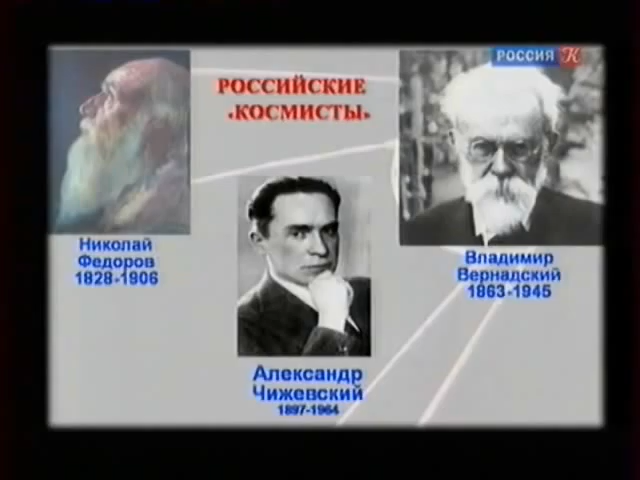 РОССИЯ К
РОССИЙСКИЕ
«КОСМИСТЫ»
Николай
Федоров
1828-1906
Владимир
Вернадский
1863-1945
Александр
Чижевский
1897-1964